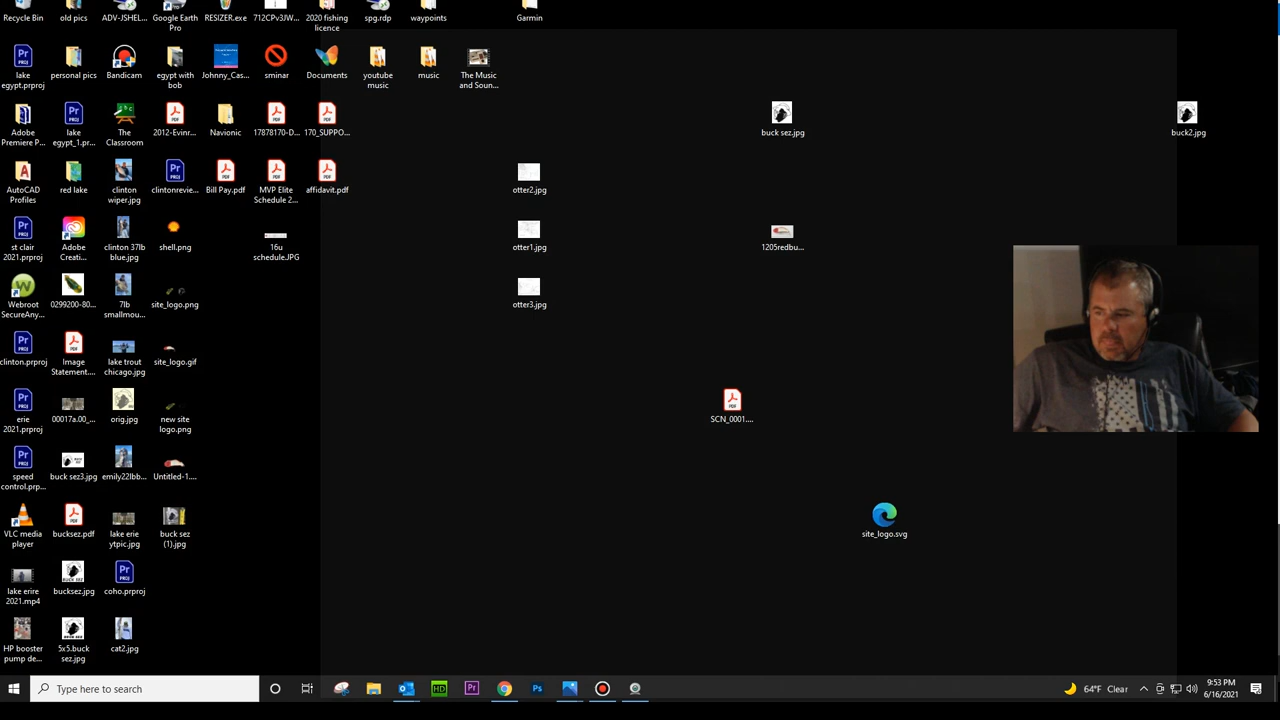 Recycle Bin
old pics
ADV-JSHEL...
Google Earth
Pro
RESIZER.exe
712CPv3JW...
2020 fishing
licence
spg.rdp
waypoints
Garmin
lake
egypt.prproj
personal pics
Bandicam
egypt with
bob
Johnny_Cas...
sminar
Documents
youtube
music
music
The Music
and Soun...
Adobe
Premiere P...
lake
egypt_1.pr...
The
Classroom
2012-Evinr...
Navionic
17878170-D...
170_SUPPO...
buck sez.jpg
buck2.jpg
AutoCAD
Profiles
red lake
clinton
wiper.jpg
clintonrevie...
Bill Pay.pdf
MVP Elite
Schedule 2...
affidavit.pdf
otter2.jpg
st clair
2021.prproj
Adobe
Creati...
clinton 37lb
blue.jpg
shell.png
16u
schedule.JPG
otter1.jpg
1205redbu...
Webroot
SecureAny...
0299200-80...
7lb
smallmou...
site_logo.png
otter3.jpg
clinton.prproj
Image
Statement....
lake trout
chicago.jpg
site_logo.gif
erie
2021.prproj
00017a.00_...
orig.jpg
new site
logo.png
SCN_0001....
speed
control.prp...
buck sez3.jpg
emily22lbb...
Untitled-1....
VLC media
player
bucksez.pdf
lake erie
ytpic.jpg
buck sez
(1).jpg
site_logo.svg
lake erire
2021.mp4
bucksez.jpg
coho.prproj
HP booster
pump de...
5x5.buck
sez.jpg
cat2.jpg
Type here to search
64°F Clear
9:53 PM
6/16/2021